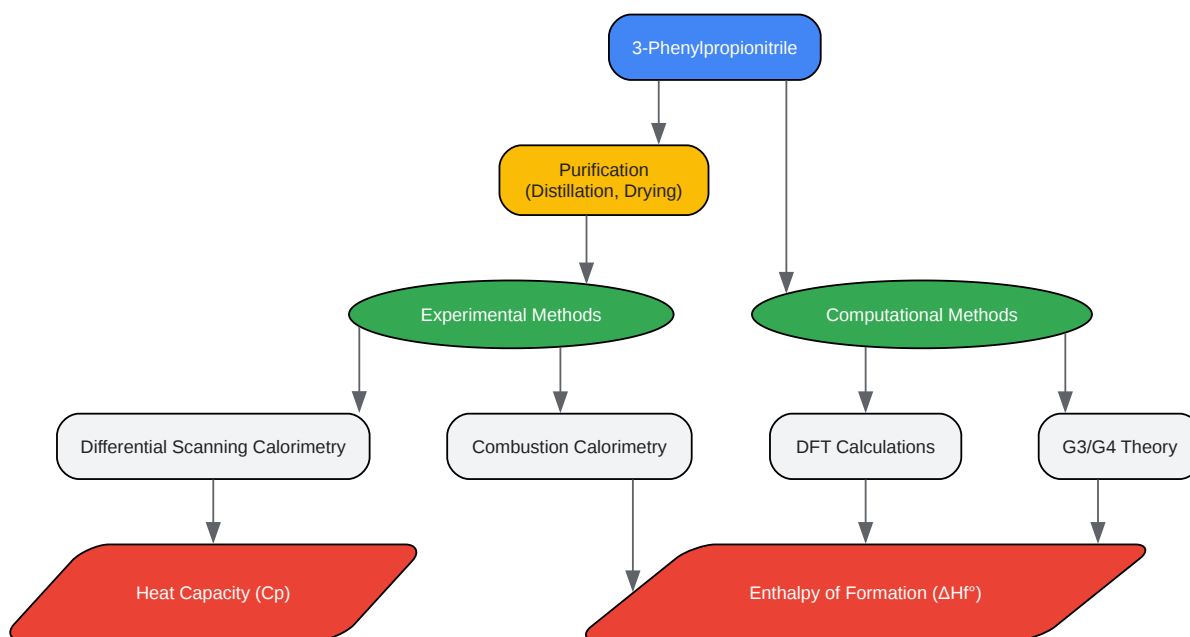 3-Phenylpropionitrile
Purification
(Distillation, Drying)
Experimental Methods
Computational Methods
Differential Scanning Calorimetry
Combustion Calorimetry
DFT Calculations
G3/G4 Theory
Heat Capacity (Cp)
Enthalpy of Formation (ΔHf°)